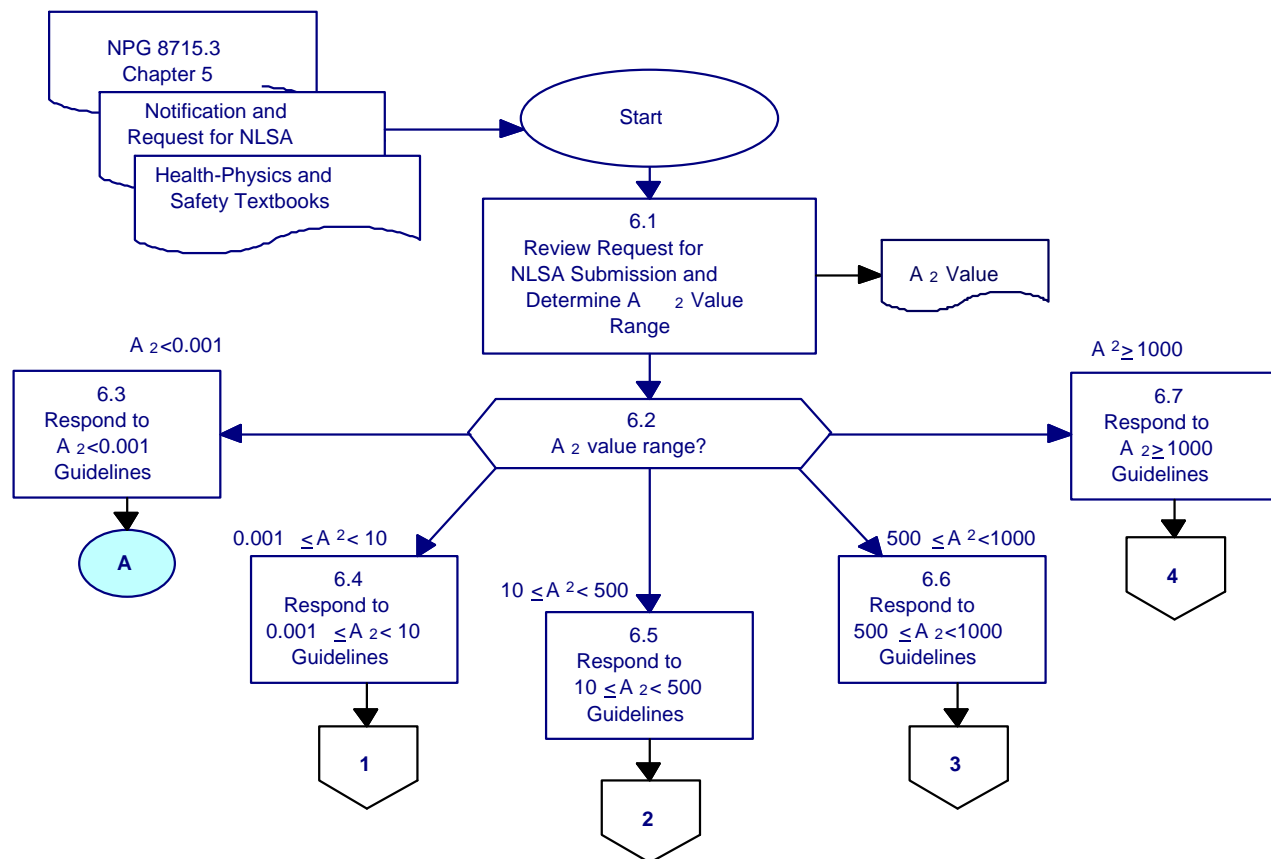 NPG 8715.3
Chapter 5
Notification and
Request for NLSA
Health-Physics and
Safety Textbooks
Start
6.1
Review Request for
NLSA Submission and
Determine A 2 Value
Range
A 2 Value
A 2<0.001
6.3
Respond to
A 2<0.001
Guidelines
A
6.2
A 2 value range?
A 2≥1000
6.7
Respond to
A 2≥1000
Guidelines
4
0.001 ≤A 2< 10
6.4
Respond to
0.001 ≤A 2< 10
Guidelines
1
10 ≤A 2< 500
6.5
Respond to
10 ≤A 2< 500
Guidelines
2
500 ≤A 2<1000
6.6
Respond to
500 ≤A 2<1000
Guidelines
3